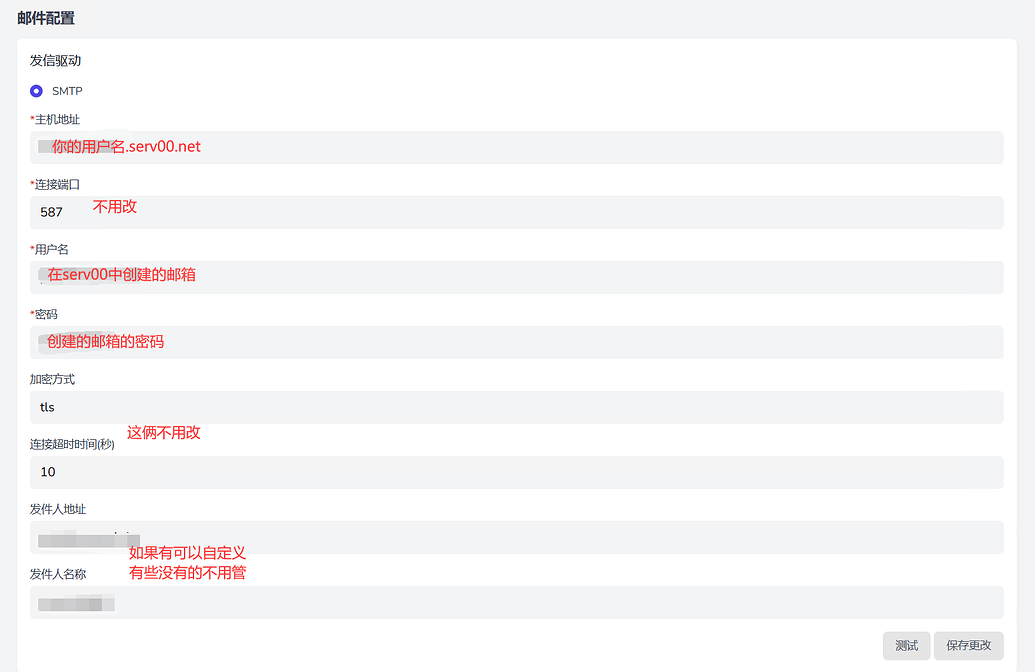 邮件配置
发信驱动
SMTP
*主机地址
你的用户名.serv00.net
*连接端口
587 不用改
*用户名
在serv00中创建的邮箱
*密码
创建的邮箱的密码
加密方式
tls
这俩不用改
连接超时时间(秒)
10
发件人地址
如果有可以自定义
发件人名称
有些没有的不用管
测试 保存更改